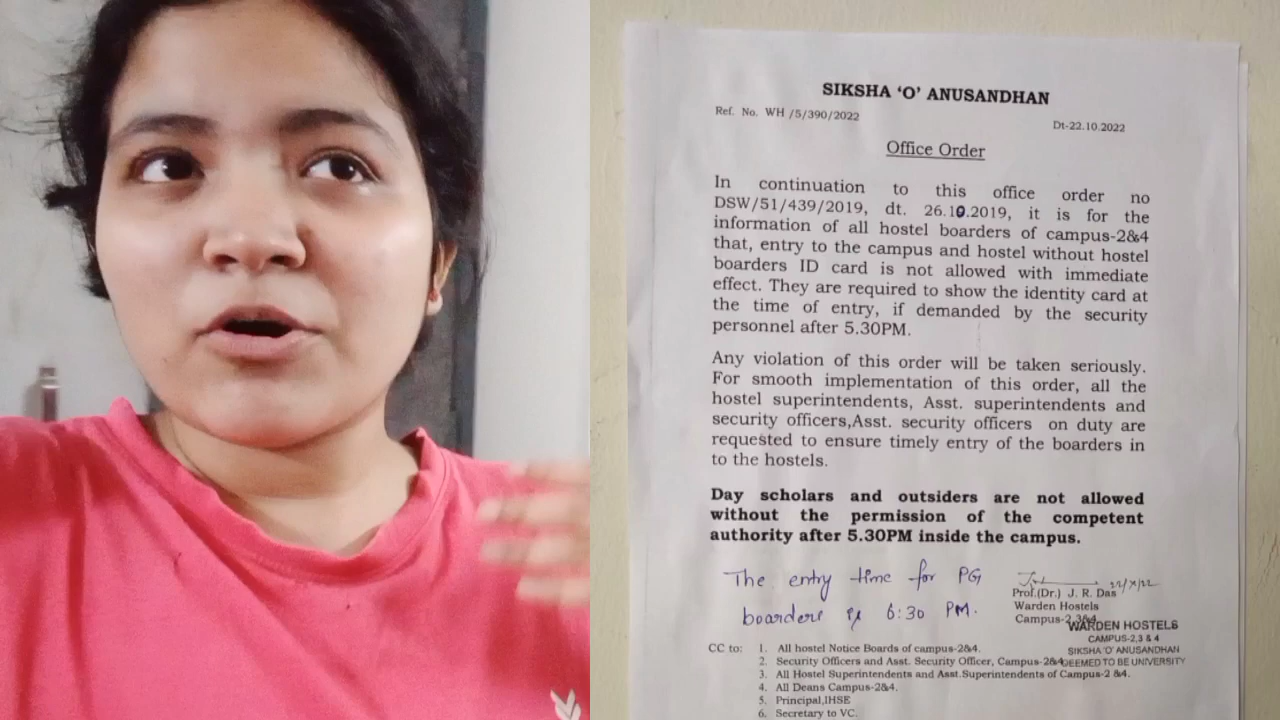 SIKSHA 'O' ANUSANDHAN
Ref. No. WH /5/390/2022
Dt-22.10.2022
Office Order
In continuation to this office order no
DSW/51/439/2019, dt. 26.10.2019, it is for the
information of all hostel boarders of campus-2&4
that, entry to the campus and hostel without hostel
boarders ID card is not allowed with immediate
effect. They are required to show the identity card at
the time of entry, if demanded by the security
personnel after 5.30PM.
Any violation of this order will be taken seriously.
For smooth implementation of this order, all the
hostel superintendents, Asst. superintendents and
security officers,Asst. security officers on duty are
requested to ensure timely entry of the boarders in
to the hostels.
Day scholars and outsiders are not allowed
without the permission of the competent
authority after 5.30PM inside the campus.
The entry time for PG
boarders is 6:30 PM.
22/X/22
Prof.(Dr.) J. R. Das
Warden Hostels
Campus-2,3&4
WARDEN HOSTELS
CAMPUS-2,3 & 4
SIKSHA 'O' ANUSANDHAN
DEEMED TO BE UNIVERSITY
CC to: 1. All hostel Notice Boards of campus-2&4.
2. Security Officers and Asst. Security Officer, Campus-2&4
3. All Hostel Superintendents and Asst.Superintendents of Campus-2 &4.
4. All Deans Campus-2&4.
5. Principal,IHSE
6. Secretary to VC.